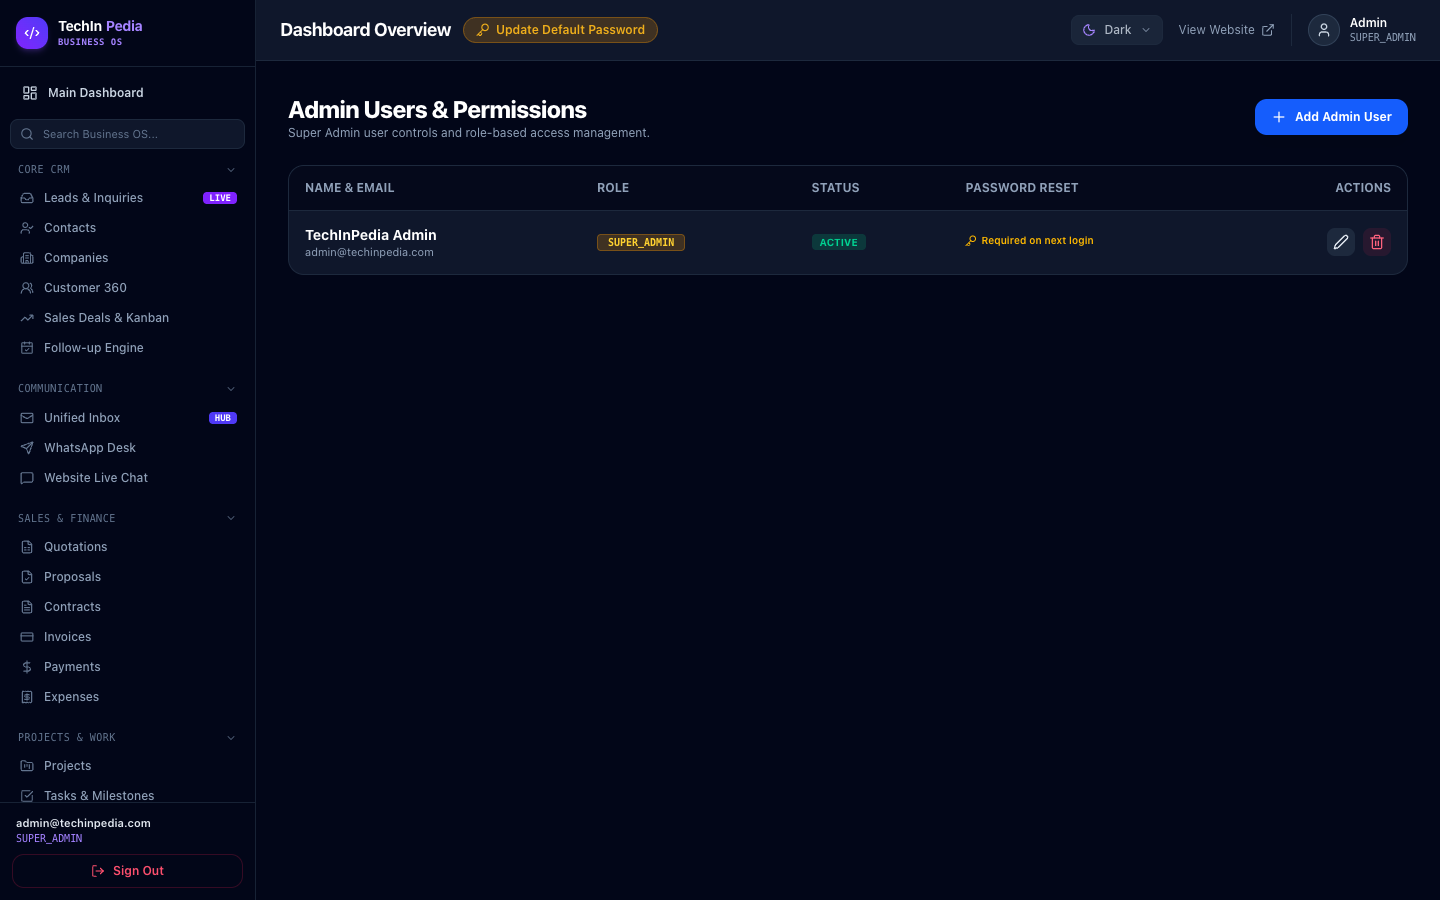 TechIn Pedia
BUSINESS OS
Main Dashboard
Search Business OS...
CORE CRM
Leads & Inquiries LIVE
Contacts
Companies
Customer 360
Sales Deals & Kanban
Follow-up Engine
COMMUNICATION
Unified Inbox HUB
WhatsApp Desk
Website Live Chat
SALES & FINANCE
Quotations
Proposals
Contracts
Invoices
Payments
Expenses
PROJECTS & WORK
Projects
Tasks & Milestones
admin@techinpedia.com
SUPER_ADMIN
Sign Out
Dashboard Overview Update Default Password
Dark View Website
Admin
SUPER_ADMIN
Admin Users & Permissions
Super Admin user controls and role-based access management.
Add Admin User
NAME & EMAIL ROLE STATUS PASSWORD RESET ACTIONS
TechInPedia Admin
admin@techinpedia.com
SUPER_ADMIN ACTIVE Required on next login